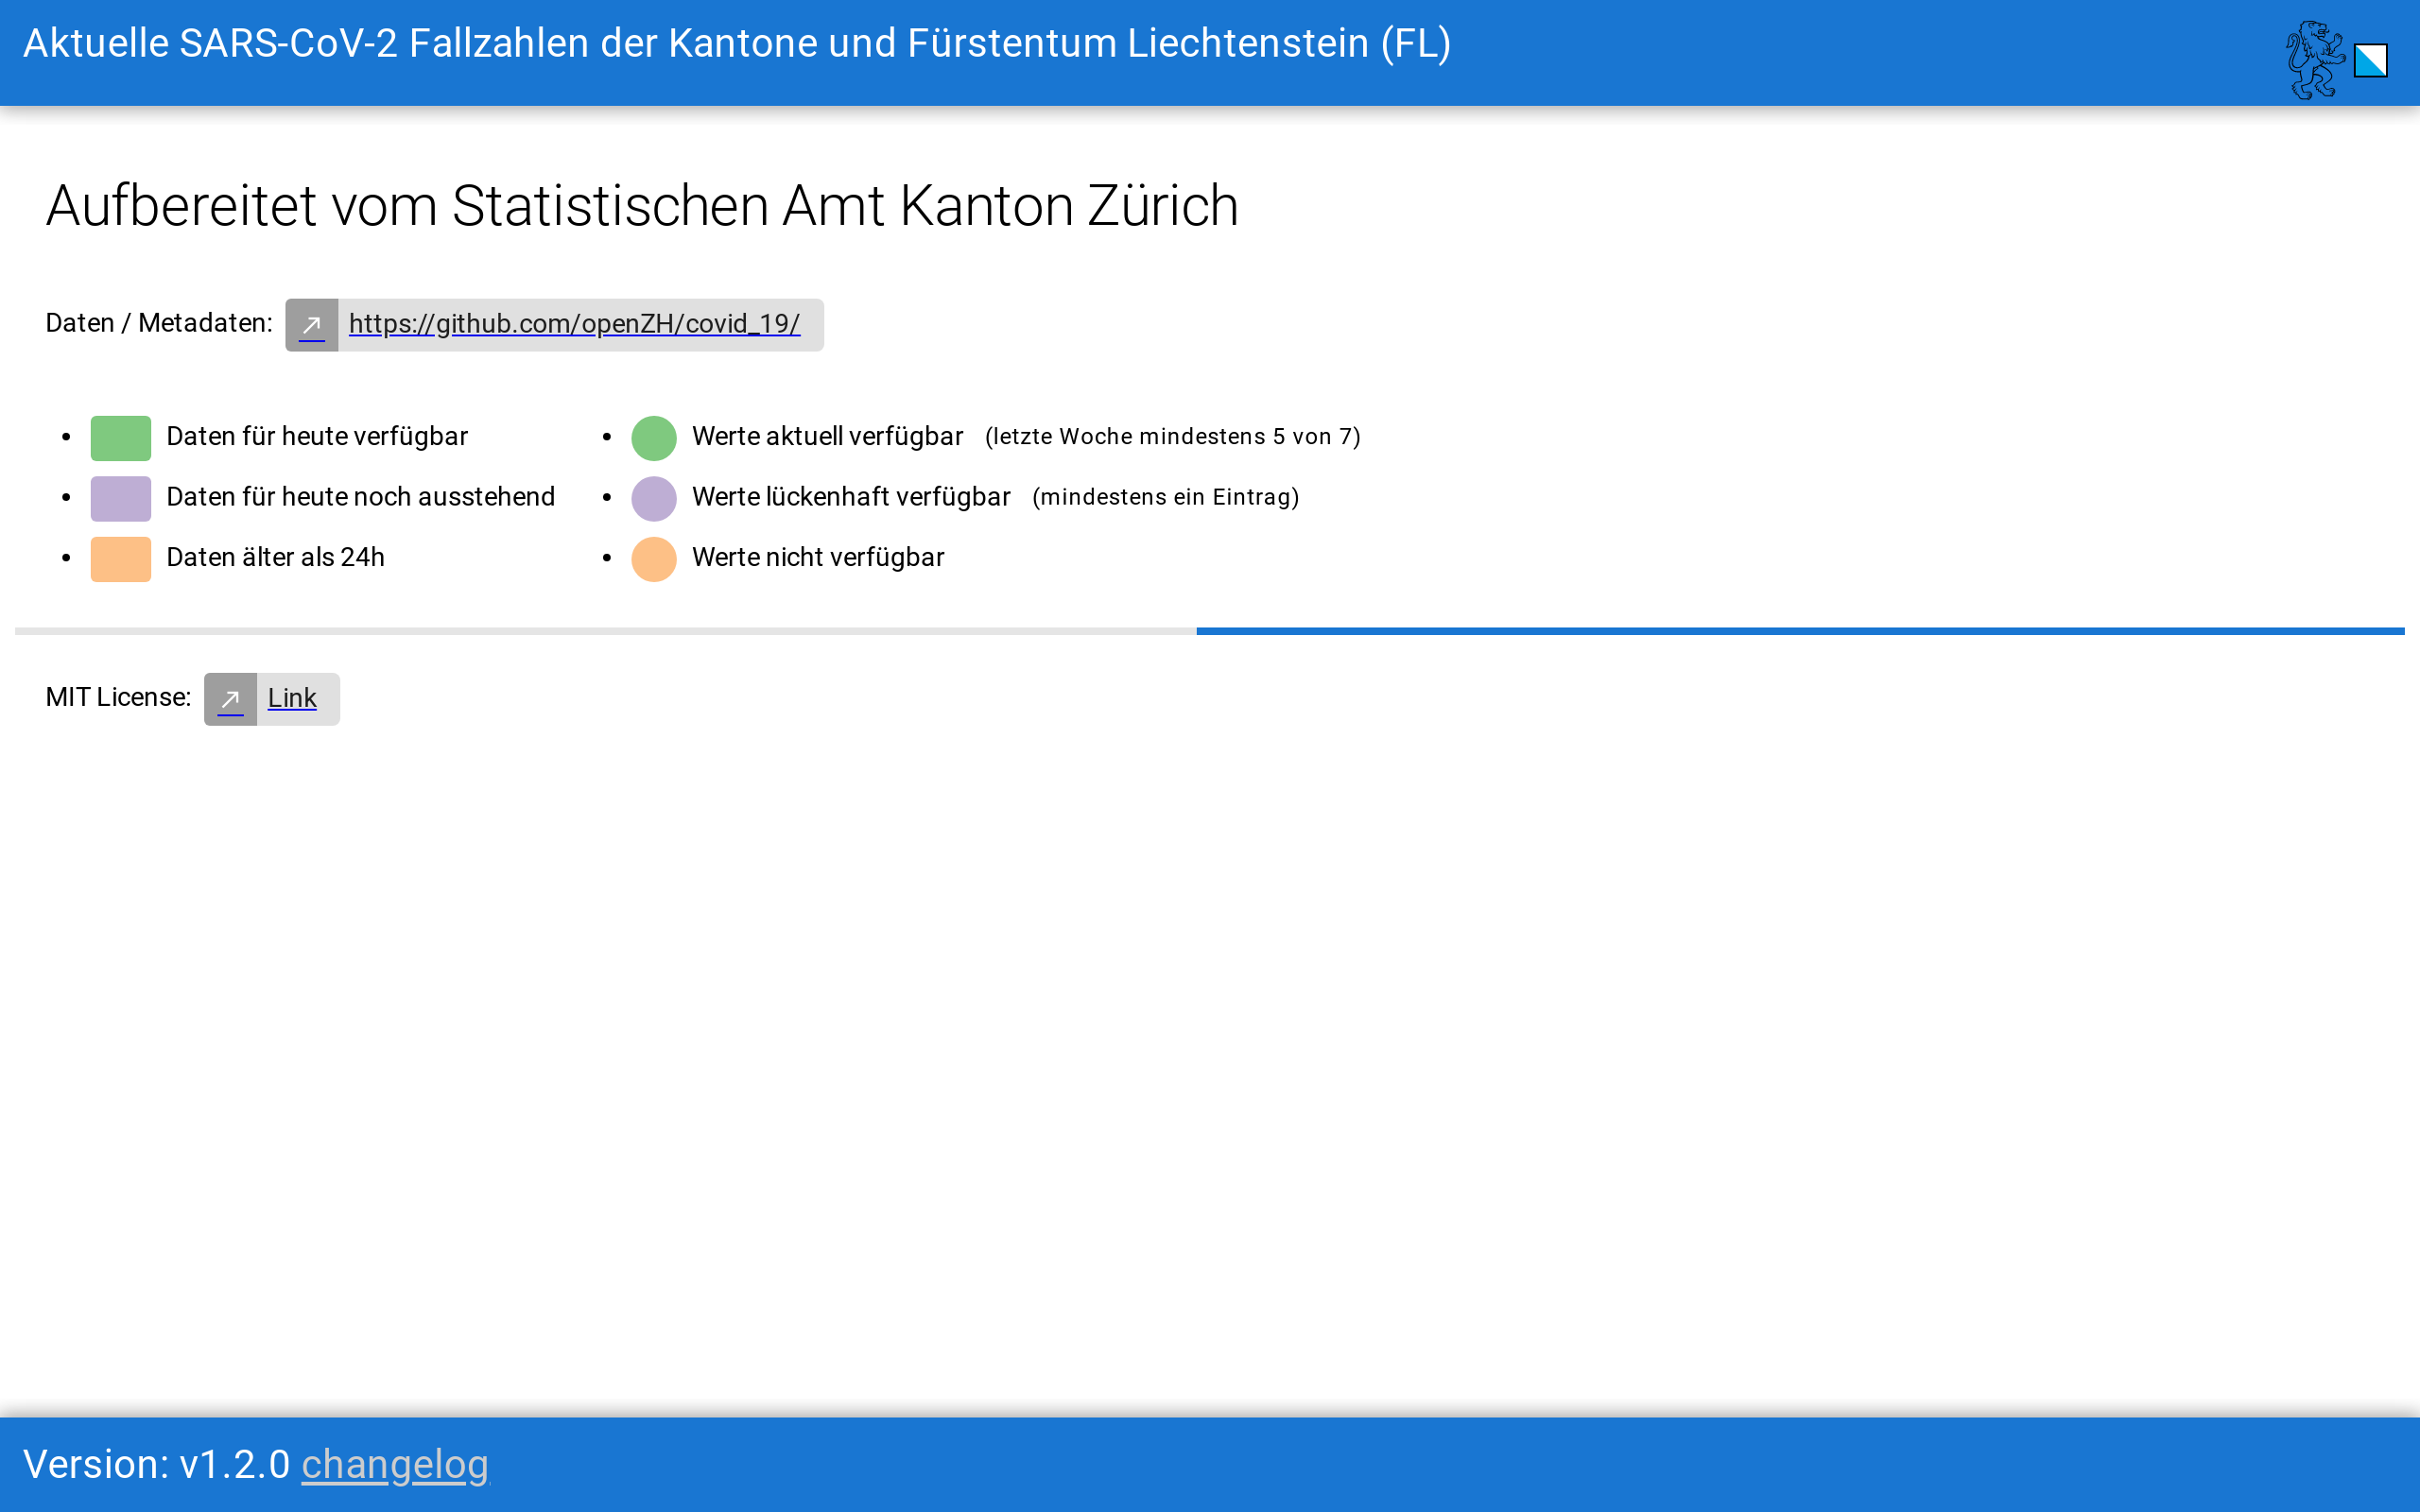 Aktuelle SARS-CoV-2 Fallzahlen der Kantone und Fürstentum Liechtenstein (FL)
Aufbereitet vom Statistischen Amt Kanton Zürich
Daten / Metadaten: https://github.com/openZH/covid_19/
Daten für heute verfügbar
Daten für heute noch ausstehend
Daten älter als 24h
Werte aktuell verfügbar (letzte Woche mindestens 5 von 7)
Werte lückenhaft verfügbar (mindestens ein Eintrag)
Werte nicht verfügbar
MIT License: Link
Version: v1.2.0 changelog